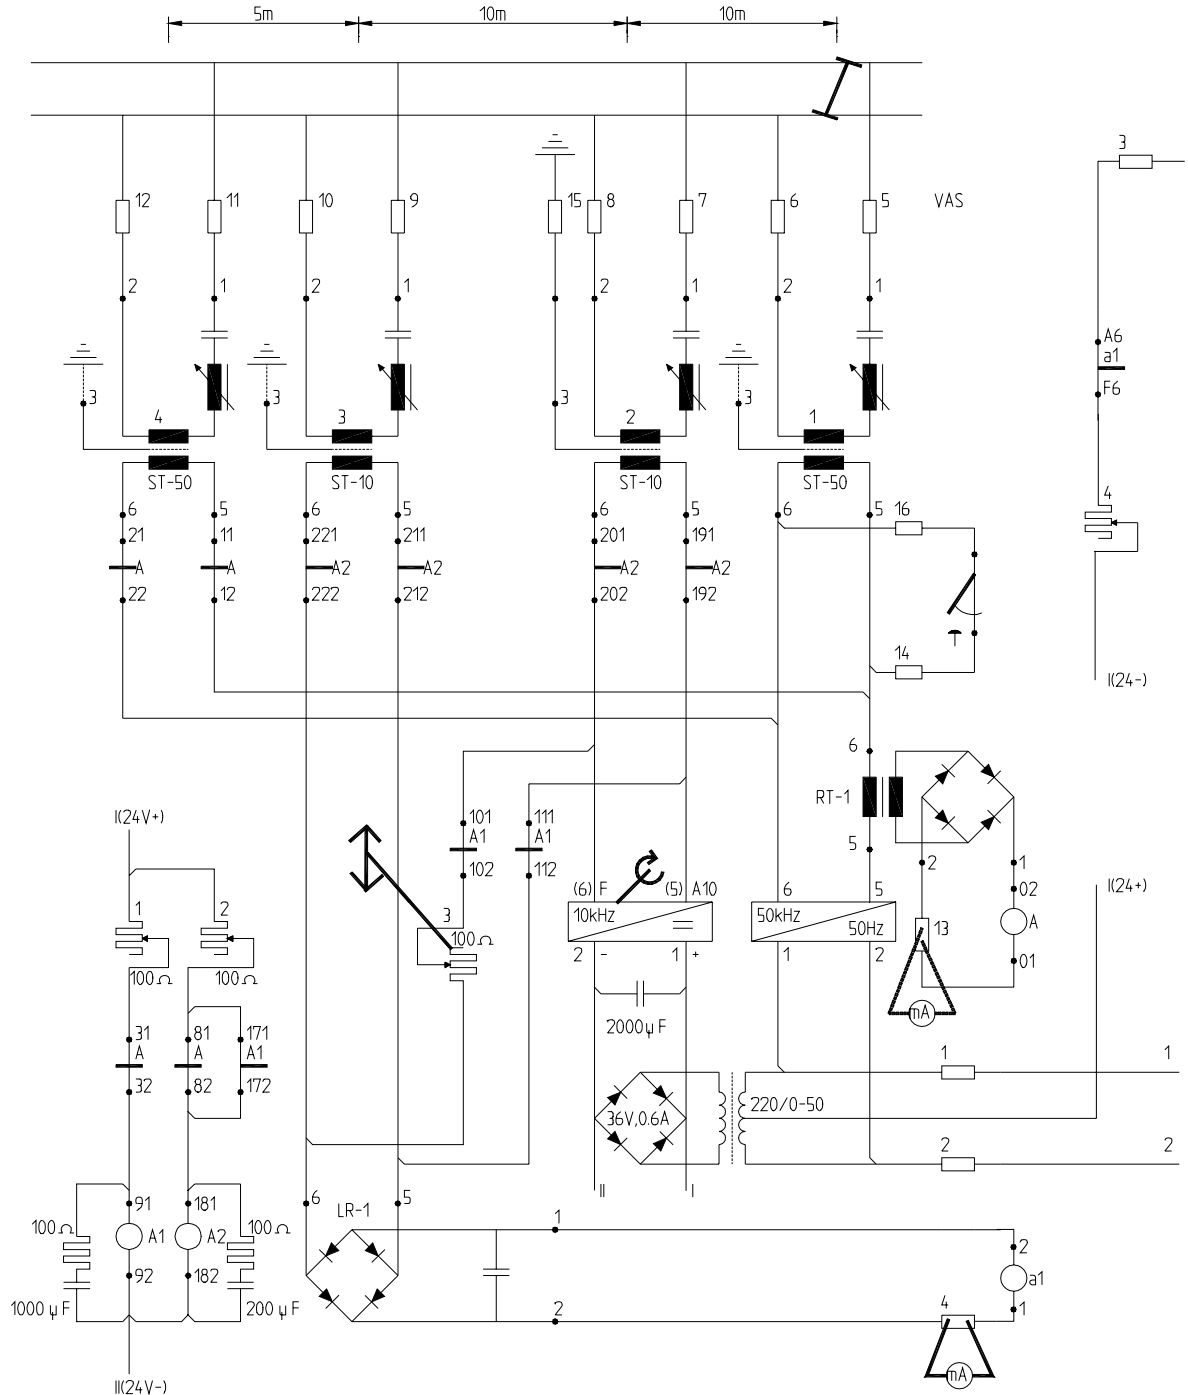 5m 10m 10m
3
12 11 10 9 15 8 7 6 5 VAS
2 1 2 1 2 1 2 1
A6
a1
F6
3 3 3 3
4 3 2 1
ST-50 ST-10 ST-10 ST-50
4
6 5 6 5 6 5 6 5 16
21 11 221 211 201 191
A A A2 A2 A2 A2
22 12 222 212 202 192
14
I(24-)
6
RT-1
I(24V+)
101 111
A1 A1
102 112
5
2 1
(6) F (5) A10 6 5 02 I(24+)
1 2 3
10kHz = 50kHz 50Hz 13 A
100Ω 100Ω 100Ω
2 - 1 + 1 2 01
mA
2000μF
31 81 171
A A A1
32 82 172
1 1
36V,0.6A 220/0-50
2 2
II I
91 181 6 LR-1 5
100Ω A1 A2 100Ω
1
2
92 182
a1
1000μF 200μF
2 4 1
mA
II(24V-)